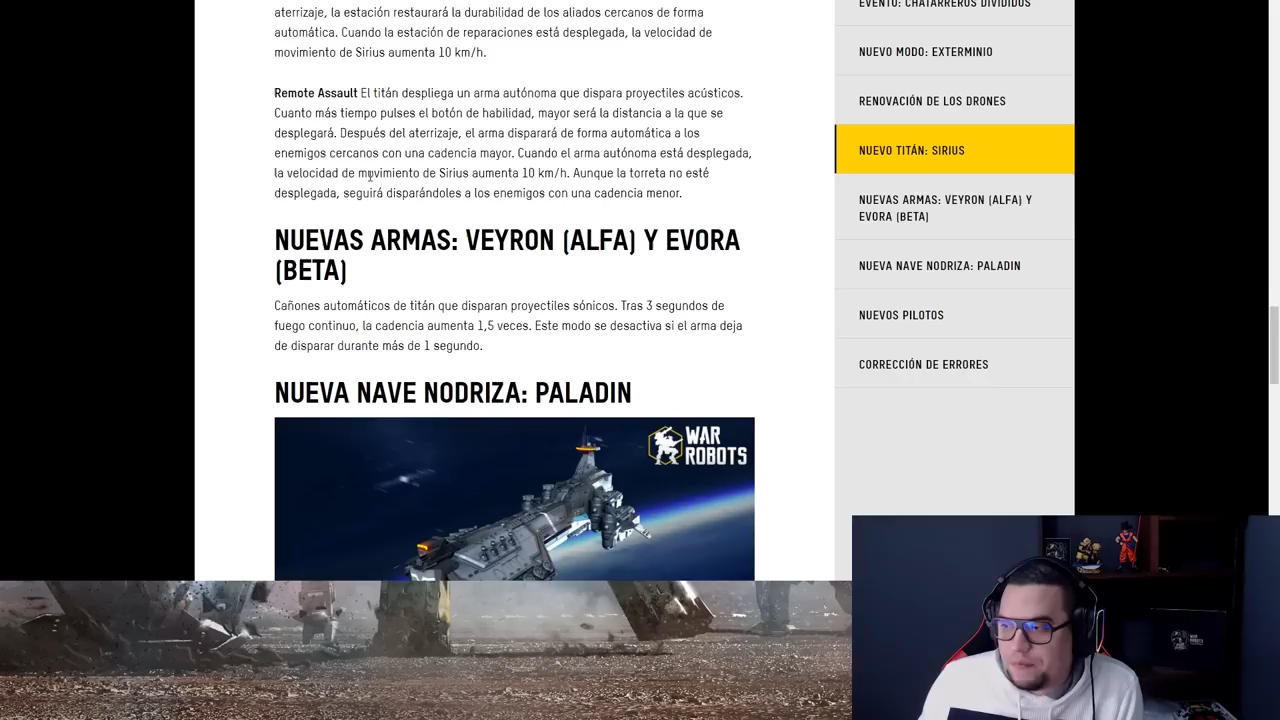 aterrizaje, la estación restaurará la durabilidad de los aliados cercanos de forma
automática. Cuando la estación de reparaciones está desplegada, la velocidad de
movimiento de Sirius aumenta 10 km/h.
Remote Assault El titán despliega un arma autónoma que dispara proyectiles acústicos.
Cuanto más tiempo pulses el botón de habilidad, mayor será la distancia a la que se
desplegará. Después del aterrizaje, el arma disparará de forma automática a los
enemigos cercanos con una cadencia mayor. Cuando el arma autónoma está desplegada,
la velocidad de movimiento de Sirius aumenta 10 km/h. Aunque la torreta no esté
desplegada, seguirá disparándoles a los enemigos con una cadencia menor.
NUEVAS ARMAS: VEYRON (ALFA) Y EVORA
(BETA)
Cañones automáticos de titán que disparan proyectiles sónicos. Tras 3 segundos de
fuego continuo, la cadencia aumenta 1,5 veces. Este modo se desactiva si el arma deja
de disparar durante más de 1 segundo.
NUEVA NAVE NODRIZA: PALADIN
WAR
ROBOTS
EVENTO: CHATARREROS DIVIDIDOS
NUEVO MODO: EXTERMINIO
RENOVACIÓN DE LOS DRONES
NUEVO TITÁN: SIRIUS
NUEVAS ARMAS: VEYRON (ALFA) Y
EVORA (BETA)
NUEVA NAVE NODRIZA: PALADIN
NUEVOS PILOTOS
CORRECCIÓN DE ERRORES
WAR
ROBOTS